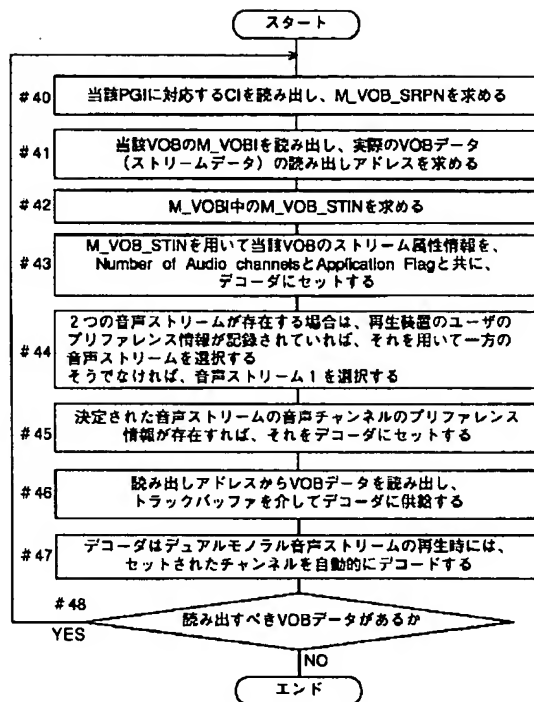 スタート
#40
当該PGIに対応するCIを読み出し、M_VOB_SRPNを求める
#41
当該VOBのM_VOBIを読み出し、実際のVOBデータ
(ストリームデータ)の読み出しアドレスを求める
#42
M_VOBI中のM_VOB_STINを求める
#43
M_VOB_STINを用いて当該VOBのストリーム属性情報を、
Number of Audio channelsとApplication Flagと共に、
デコーダにセットする
#44
2つの音声ストリームが存在する場合は、再生装置のユーザの
プリファレンス情報が記録されていれば、それを用いて一方の
音声ストリームを選択する
そうでなければ、音声ストリーム1を選択する
#45
決定された音声ストリームの音声チャンネルのプリファレンス
情報が存在すれば、それをデコーダにセットする
#46
読み出しアドレスからVOBデータを読み出し、
トラックバッファを介してデコーダに供給する
#47
デコーダはデュアルモノラル音声ストリームの再生時には、
セットされたチャンネルを自動的にデコードする
#48
読み出すべきVOBデータがあるか
YES
NO
エンド